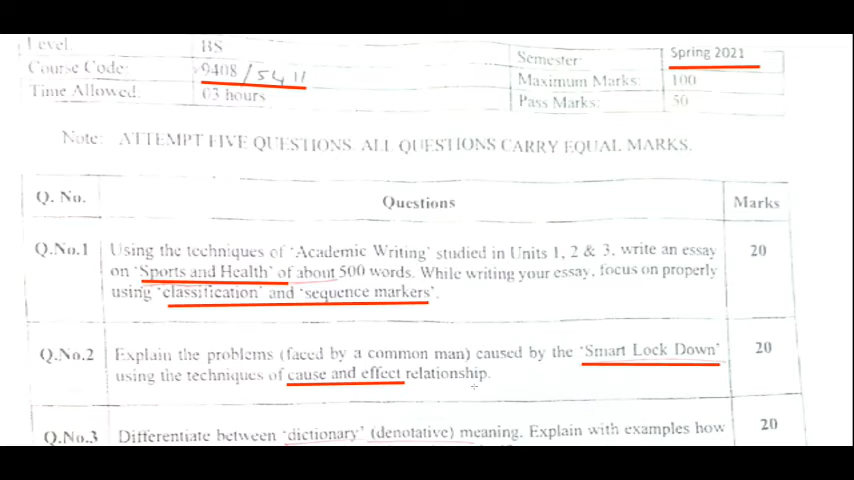 Level: BS
Semester: Spring 2021
Course Code: 9408 / 5411
Maximum Marks: 100
Time Allowed: 03 hours
Pass Marks: 50
Note: ATTEMPT FIVE QUESTIONS. ALL QUESTIONS CARRY EQUAL MARKS.
Q. No. Questions Marks
Q.No.1 Using the techniques of 'Academic Writing' studied in Units 1, 2 & 3, write an essay 20
on 'Sports and Health' of about 500 words. While writing your essay, focus on properly
using 'classification' and 'sequence markers'.
Q.No.2 Explain the problems (faced by a common man) caused by the 'Smart Lock Down' 20
using the techniques of cause and effect relationship.
Q.No.3 Differentiate between 'dictionary' (denotative) meaning. Explain with examples how 20